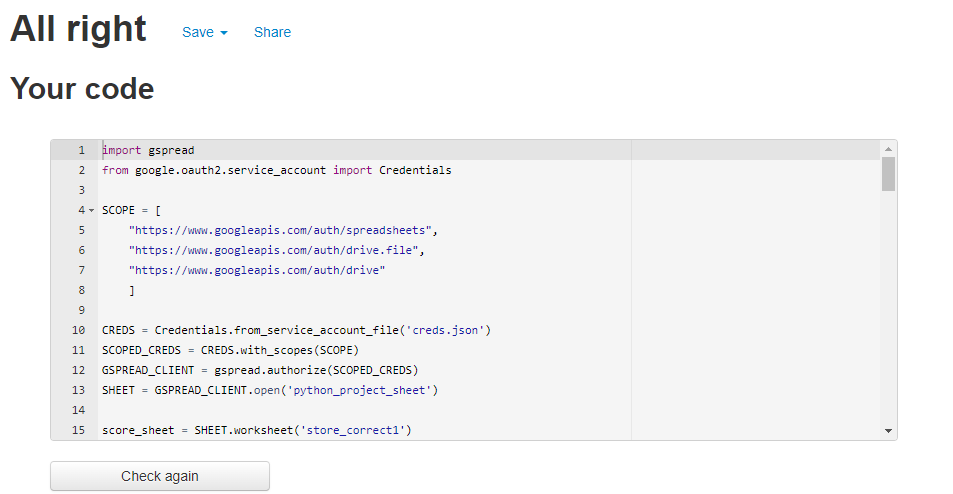 All right Save Share
Your code
1 import gspread
2 from google.oauth2.service_account import Credentials
3
4 SCOPE = [
5     "https://www.googleapis.com/auth/spreadsheets",
6     "https://www.googleapis.com/auth/drive.file",
7     "https://www.googleapis.com/auth/drive"
8     ]
9
10 CREDS = Credentials.from_service_account_file('creds.json')
11 SCOPED_CREDS = CREDS.with_scopes(SCOPE)
12 GSPREAD_CLIENT = gspread.authorize(SCOPED_CREDS)
13 SHEET = GSPREAD_CLIENT.open('python_project_sheet')
14
15 score_sheet = SHEET.worksheet('store_correct1')
Check again